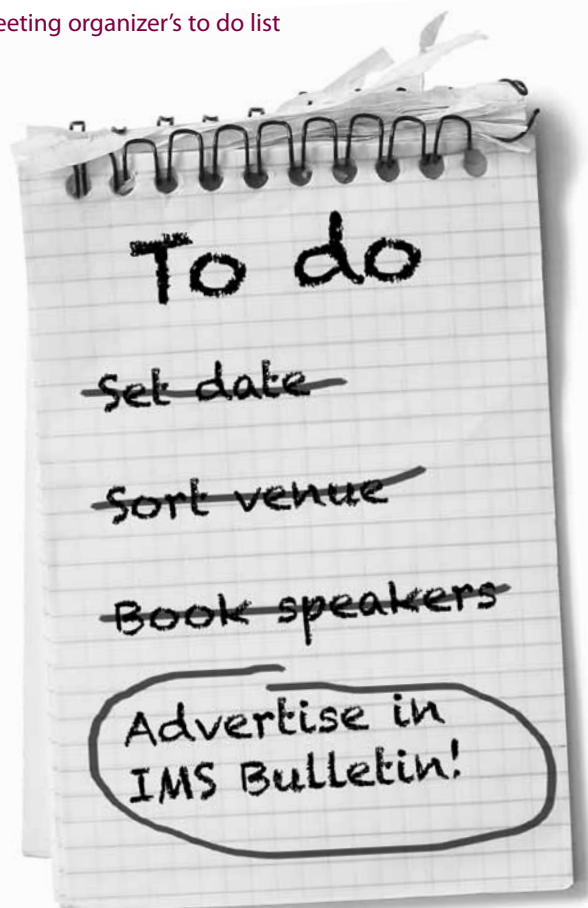 eeting organizer's to do list
To do
Set date
Sort venue
Book speakers
Advertise in
IMS Bulletin!